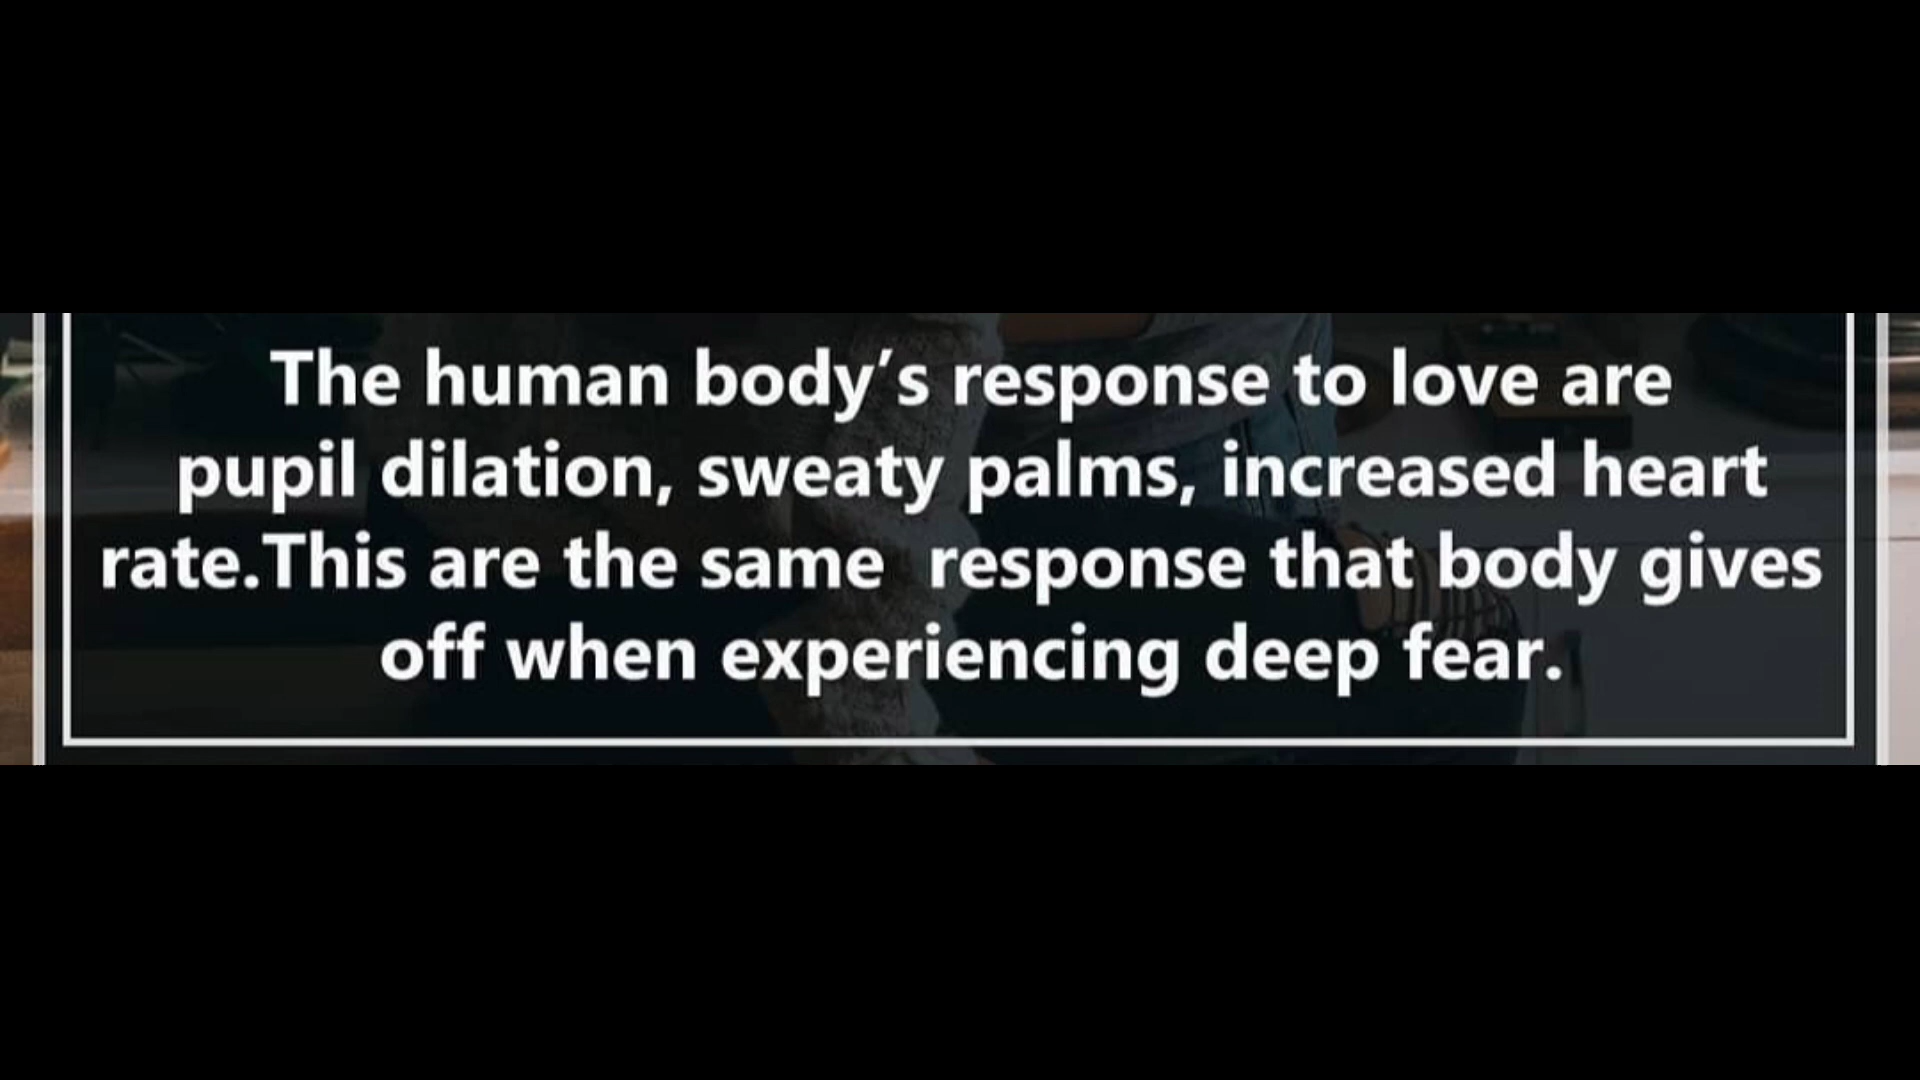 The human body’s response to love are
pupil dilation, sweaty palms, increased heart
rate.This are the same  response that body gives
off when experiencing deep fear.